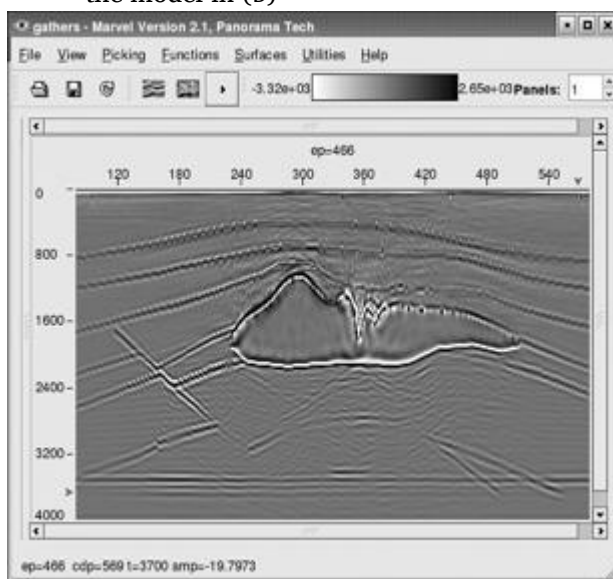 the model in (b)
gathers - Marvel Version 2.1, Panorama Tech
File View Picking Functions Surfaces Utilities Help
-3.32e+03 2.65e+03 Panels: 1
ep=466
120 180 240 300 360 420 480 540
0
800
1600
2400
3200
4000
ep=466 cdp=569 t=3700 amp=-19.7973